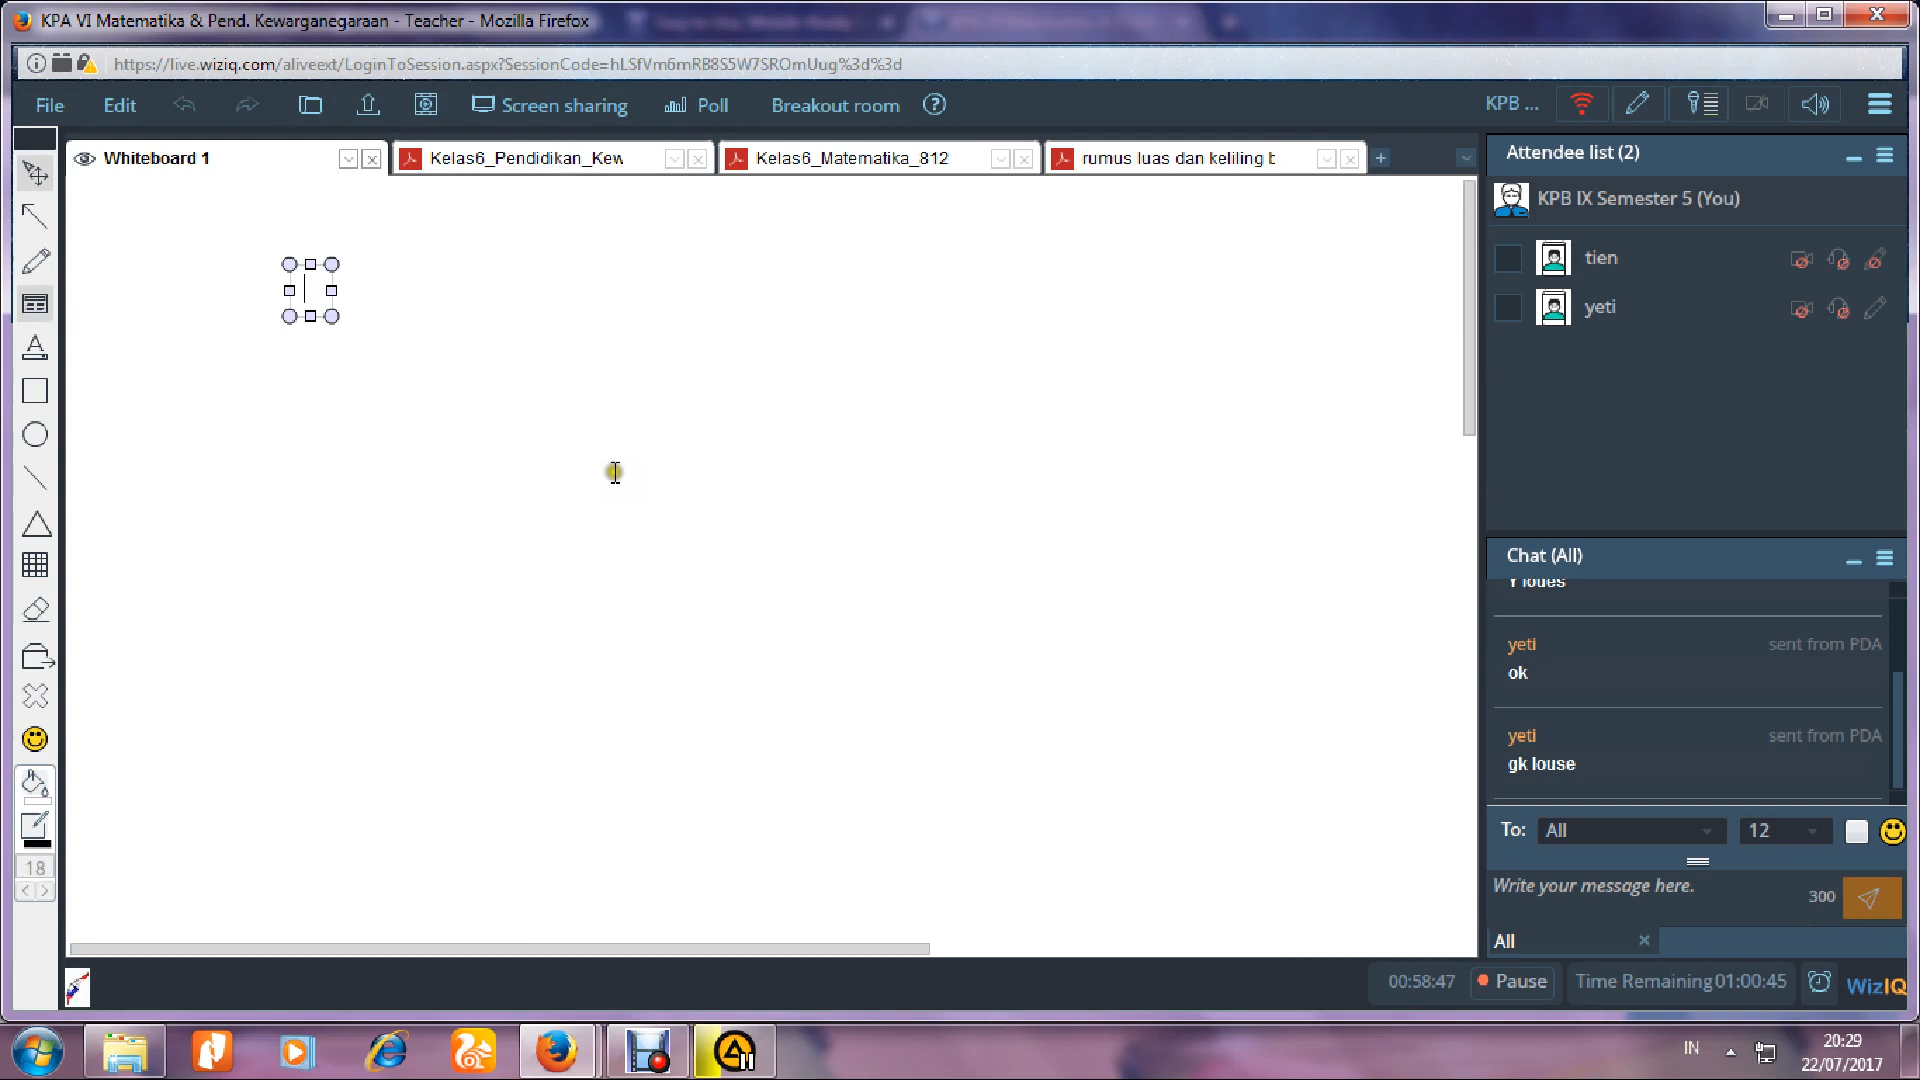 KPA VI Matematika & Pend. Kewarganegaraan - Teacher - Mozilla Firefox
https://live.wiziq.com/aliveext/LoginToSession.aspx?SessionCode=hLSfVm6mRB8S5W7SROmUug%3d%3d
File Edit Screen sharing Poll Breakout room ? KPB ...
Whiteboard 1 Kelas6_Pendidikan_Kew Kelas6_Matematika_812 rumus luas dan keliling b +
Attendee list (2)
KPB IX Semester 5 (You)
tien
yeti
Chat (All)
Y loues
yeti sent from PDA
ok
yeti sent from PDA
gk louse
To: All 12
Write your message here.
300
All
18
00:58:47 Pause Time Remaining 01:00:45 WizIQ
IN 20:29
22/07/2017